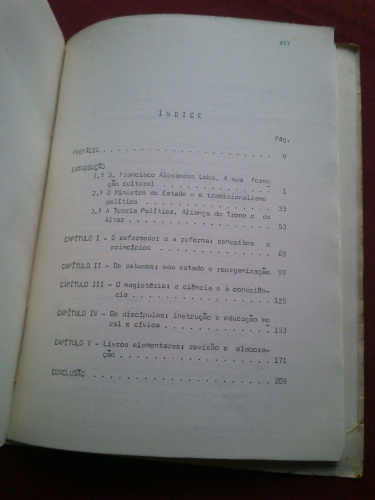 ÍNDICE
Pág.
PREFÁCIO . . . . . . . . . . . . . . . . . . . V
INTRODUÇÃO
1.º D. Francisco Alexandre Lobo. A sua forma
ção cultural . . . . . . . . . . . . . 1
2.º O Ministro do Estado e o tradicionalismo
político . . . . . . . . . . . . . . 33
3.º A Teoria Política. Aliança do Trono e do
Altar . . . . . . . . . . . . . . . 53
CAPÍTULO I - O reformador e a reforma: conceitos e
princípios . . . . . . . . . . . . 69
CAPÍTULO II - Os estudos: seu estado e reorganização 99
CAPÍTULO III - O magistério: a ciência e a consciên-
cia . . . . . . . . . . . . . . . 125
CAPÍTULO IV - Os discípulos: instrução e educação mo
ral e cívica . . . . . . . . . . . 153
CAPÍTULO V - Livros elementares: revisão e elabora-
ção . . . . . . . . . . . . . . . 171
CONCLUSÃO . . . . . . . . . . . . . . . . . . 209